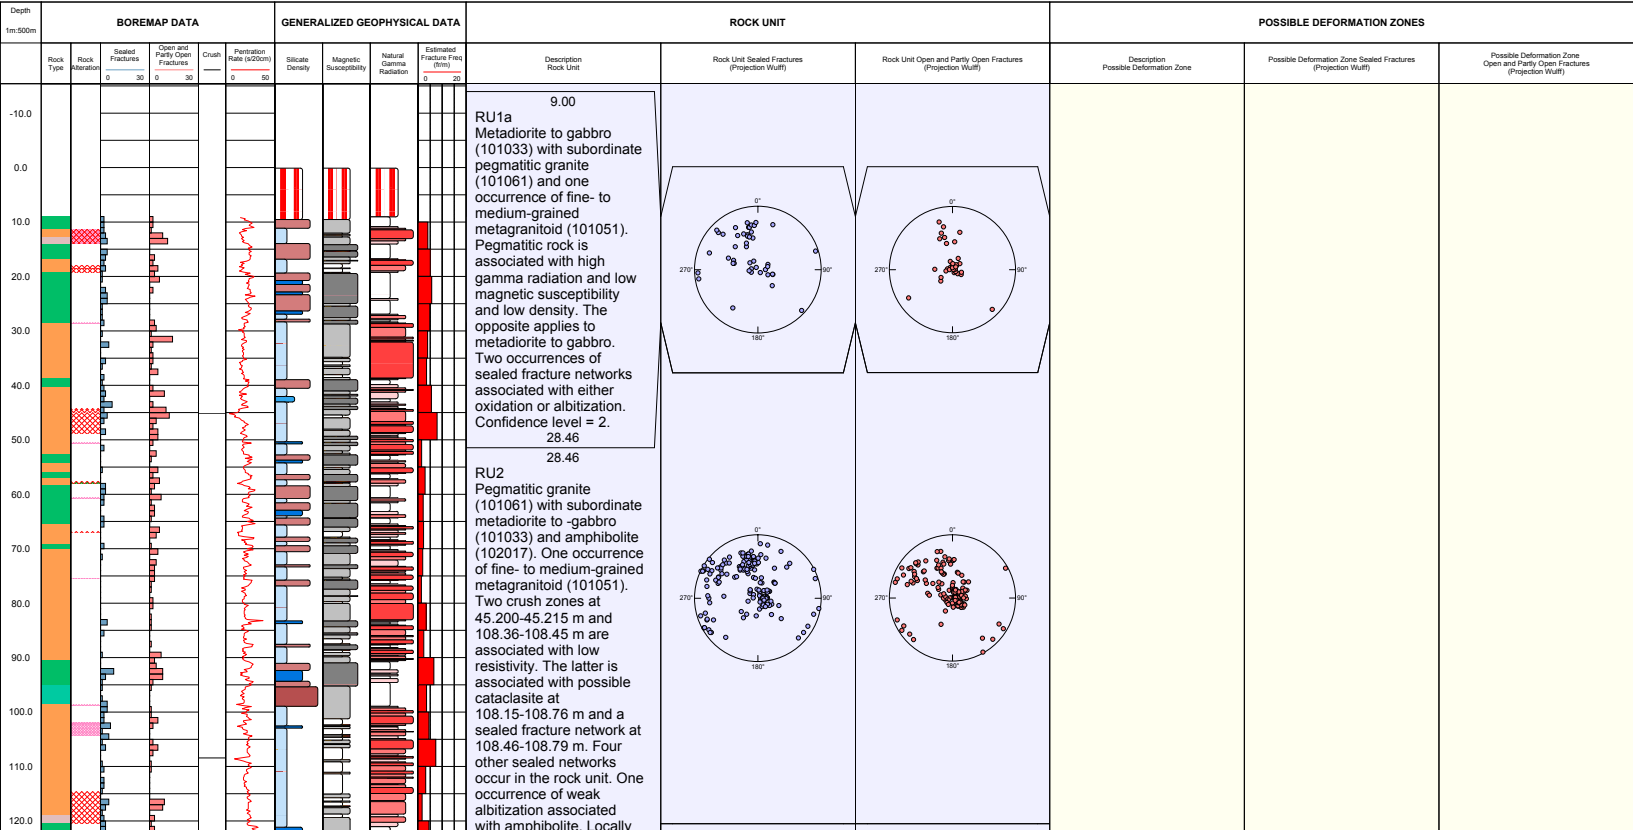 Depth
1m:500m
BOREMAP DATA
GENERALIZED GEOPHYSICAL DATA
ROCK UNIT
POSSIBLE DEFORMATION ZONES
Rock
Type
Rock
Alteration
Sealed
Fractures
0 30
Open and
Partly Open
Fractures
0 30
Crush
Pentration
Rate (s/20cm)
0 50
Silicate
Density
Magnetic
Susceptibility
Natural
Gamma
Radiation
Estimated
Fracture Freq
(fr/m)
0 20
Description
Rock Unit
Rock Unit Sealed Fractures
(Projection Wulff)
Rock Unit Open and Partly Open Fractures
(Projection Wulff)
Description
Possible Deformation Zone
Possible Deformation Zone Sealed Fractures
(Projection Wulff)
Possible Deformation Zone
Open and Partly Open Fractures
(Projection Wulff)
-10.0
0.0
10.0
20.0
30.0
40.0
50.0
60.0
70.0
80.0
90.0
100.0
110.0
120.0
9.00
RU1a
Metadiorite to gabbro
(101033) with subordinate
pegmatitic granite
(101061) and one
occurrence of fine- to
medium-grained
metagranitoid (101051).
Pegmatitic rock is
associated with high
gamma radiation and low
magnetic susceptibility
and low density. The
opposite applies to
metadiorite to gabbro.
Two occurrences of
sealed fracture networks
associated with either
oxidation or albitization.
Confidence level = 2.
28.46
28.46
RU2
Pegmatitic granite
(101061) with subordinate
metadiorite to -gabbro
(101033) and amphibolite
(102017). One occurrence
of fine- to medium-grained
metagranitoid (101051).
Two crush zones at
45.200-45.215 m and
108.36-108.45 m are
associated with low
resistivity. The latter is
associated with possible
cataclasite at
108.15-108.76 m and a
sealed fracture network at
108.46-108.79 m. Four
other sealed networks
occur in the rock unit. One
occurrence of weak
albitization associated
with amphibolite. Locally
0°
270°
90°
180°
0°
270°
90°
180°
0°
270°
90°
180°
0°
270°
90°
180°